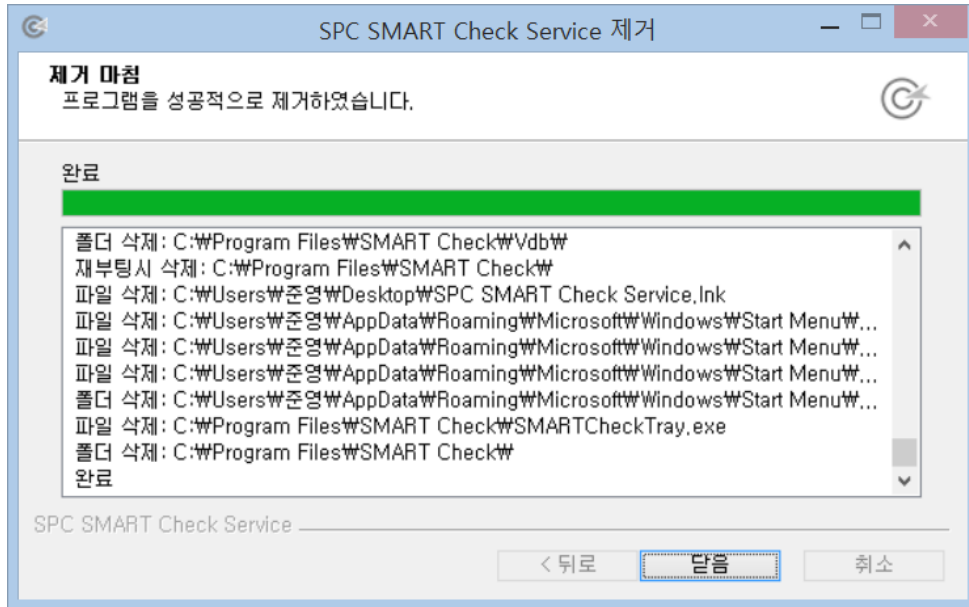 SPC SMART Check Service 제거
제거 마침
프로그램을 성공적으로 제거하였습니다.
완료
폴더 삭제: C:₩Program Files₩SMART Check₩Vdb₩
재부팅시 삭제: C:₩Program Files₩SMART Check₩
파일 삭제: C:₩Users₩준영₩Desktop₩SPC SMART Check Service.lnk
파일 삭제: C:₩Users₩준영₩AppData₩Roaming₩Microsoft₩Windows₩Start Menu₩...
파일 삭제: C:₩Users₩준영₩AppData₩Roaming₩Microsoft₩Windows₩Start Menu₩...
파일 삭제: C:₩Users₩준영₩AppData₩Roaming₩Microsoft₩Windows₩Start Menu₩...
폴더 삭제: C:₩Users₩준영₩AppData₩Roaming₩Microsoft₩Windows₩Start Menu₩...
파일 삭제: C:₩Program Files₩SMART Check₩SMARTCheckTray.exe
폴더 삭제: C:₩Program Files₩SMART Check₩
완료
SPC SMART Check Service
< 뒤로 닫음 취소